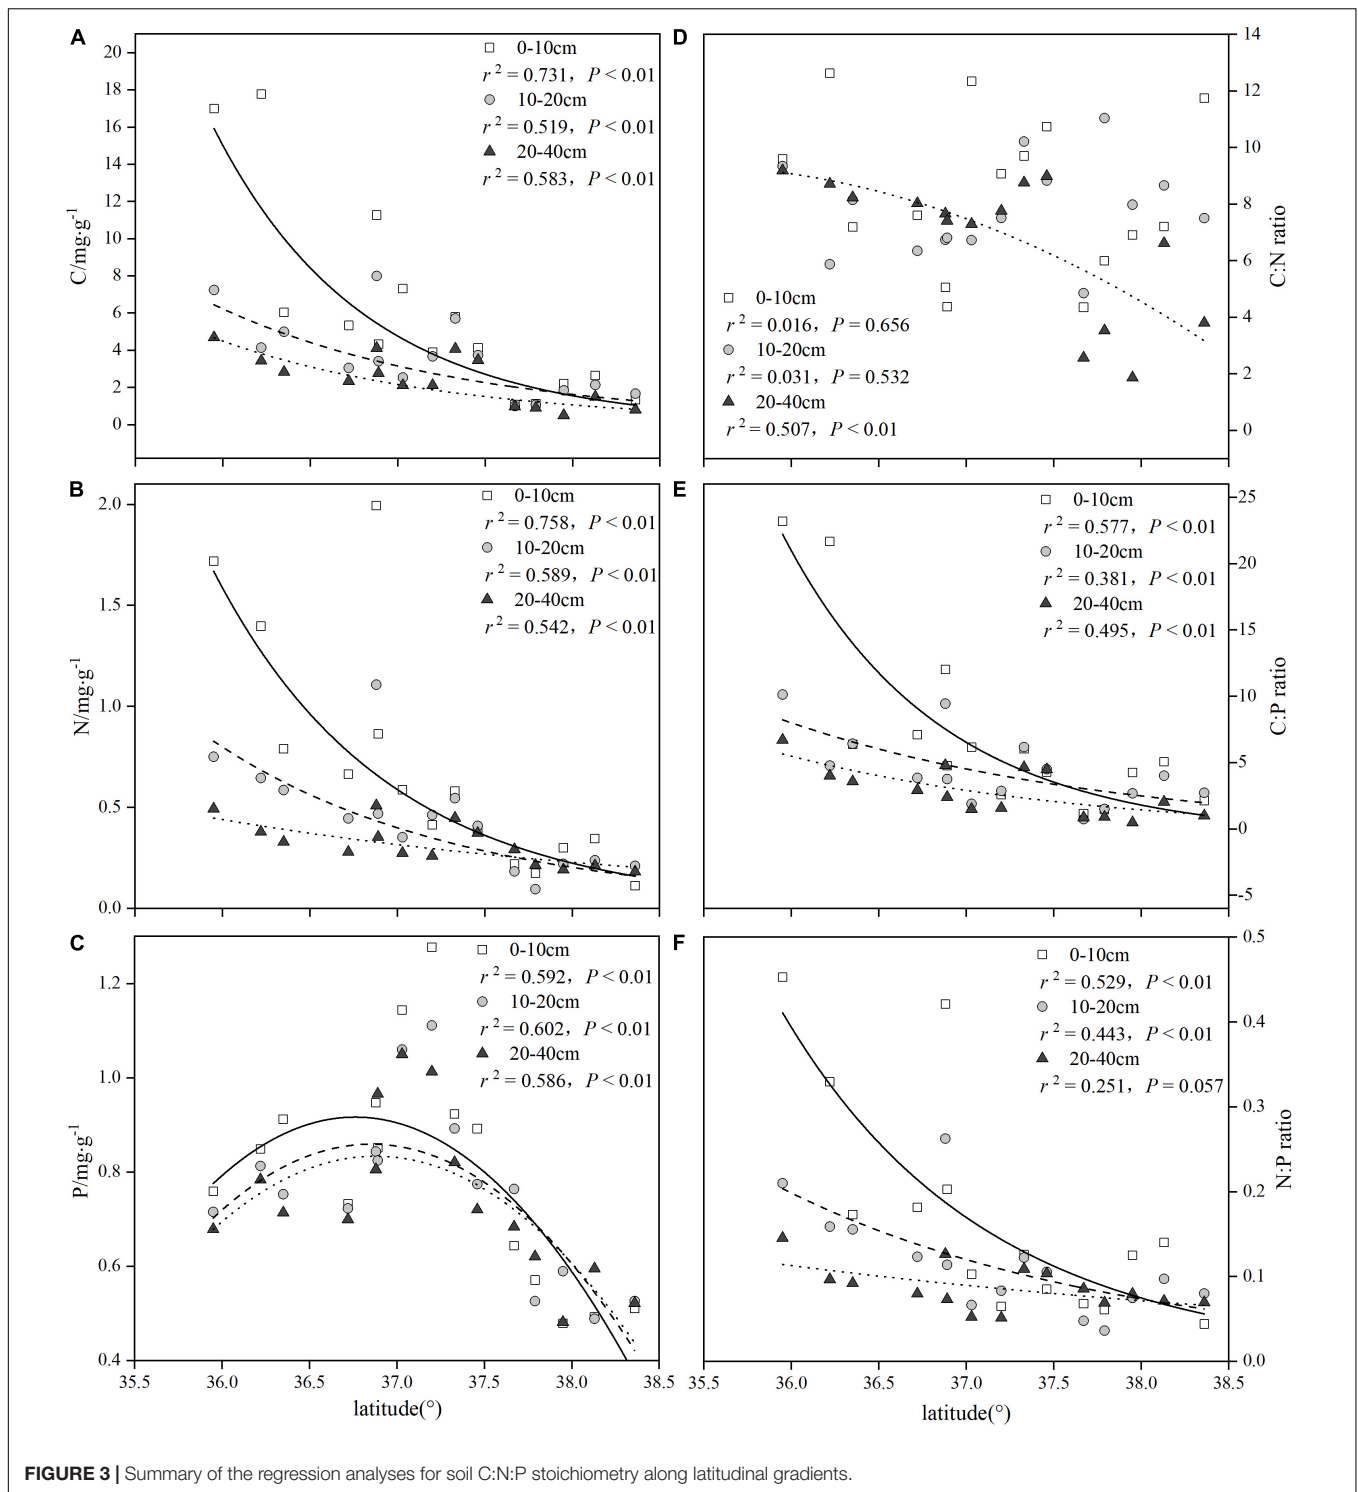 A
20
18
16
14
12
10
8
6
4
2
0
C/mg·g⁻¹
0-10cm
r² = 0.731, P < 0.01
10-20cm
r² = 0.519, P < 0.01
20-40cm
r² = 0.583, P < 0.01
D
14
12
10
8
6
4
2
0
C:N ratio
0-10cm
r² = 0.016, P = 0.656
10-20cm
r² = 0.031, P = 0.532
20-40cm
r² = 0.507, P < 0.01
B
2.0
1.5
1.0
0.5
0.0
N/mg·g⁻¹
0-10cm
r² = 0.758, P < 0.01
10-20cm
r² = 0.589, P < 0.01
20-40cm
r² = 0.542, P < 0.01
E
25
20
15
10
5
0
-5
C:P ratio
0-10cm
r² = 0.577, P < 0.01
10-20cm
r² = 0.381, P < 0.01
20-40cm
r² = 0.495, P < 0.01
C
1.2
1.0
0.8
0.6
0.4
P/mg·g⁻¹
0-10cm
r² = 0.592, P < 0.01
10-20cm
r² = 0.602, P < 0.01
20-40cm
r² = 0.586, P < 0.01
35.5 36.0 36.5 37.0 37.5 38.0 38.5
latitude(°)
F
0.5
0.4
0.3
0.2
0.1
0.0
N:P ratio
0-10cm
r² = 0.529, P < 0.01
10-20cm
r² = 0.443, P < 0.01
20-40cm
r² = 0.251, P = 0.057
35.5 36.0 36.5 37.0 37.5 38.0 38.5
latitude(°)
FIGURE 3 | Summary of the regression analyses for soil C:N:P stoichiometry along latitudinal gradients.